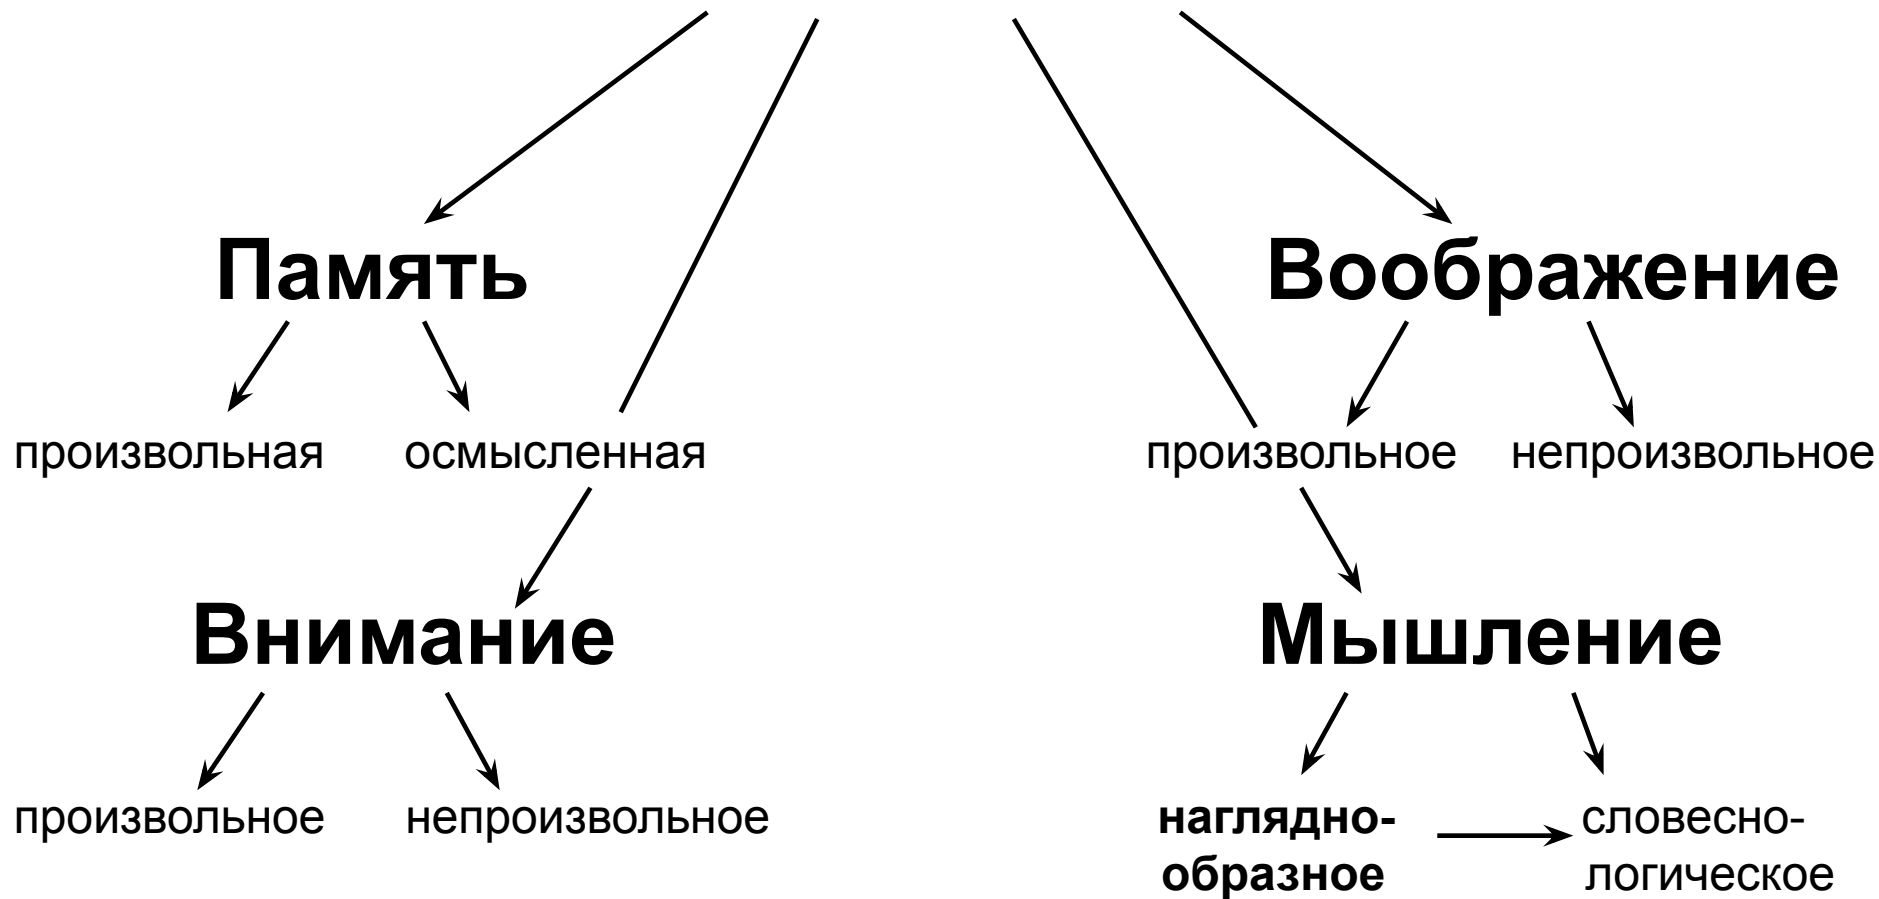 Память
Воображение
произвольная осмысленная
произвольное непроизвольное
Внимание
Мышление
произвольное непроизвольное
наглядно- словесно-
образное логическое